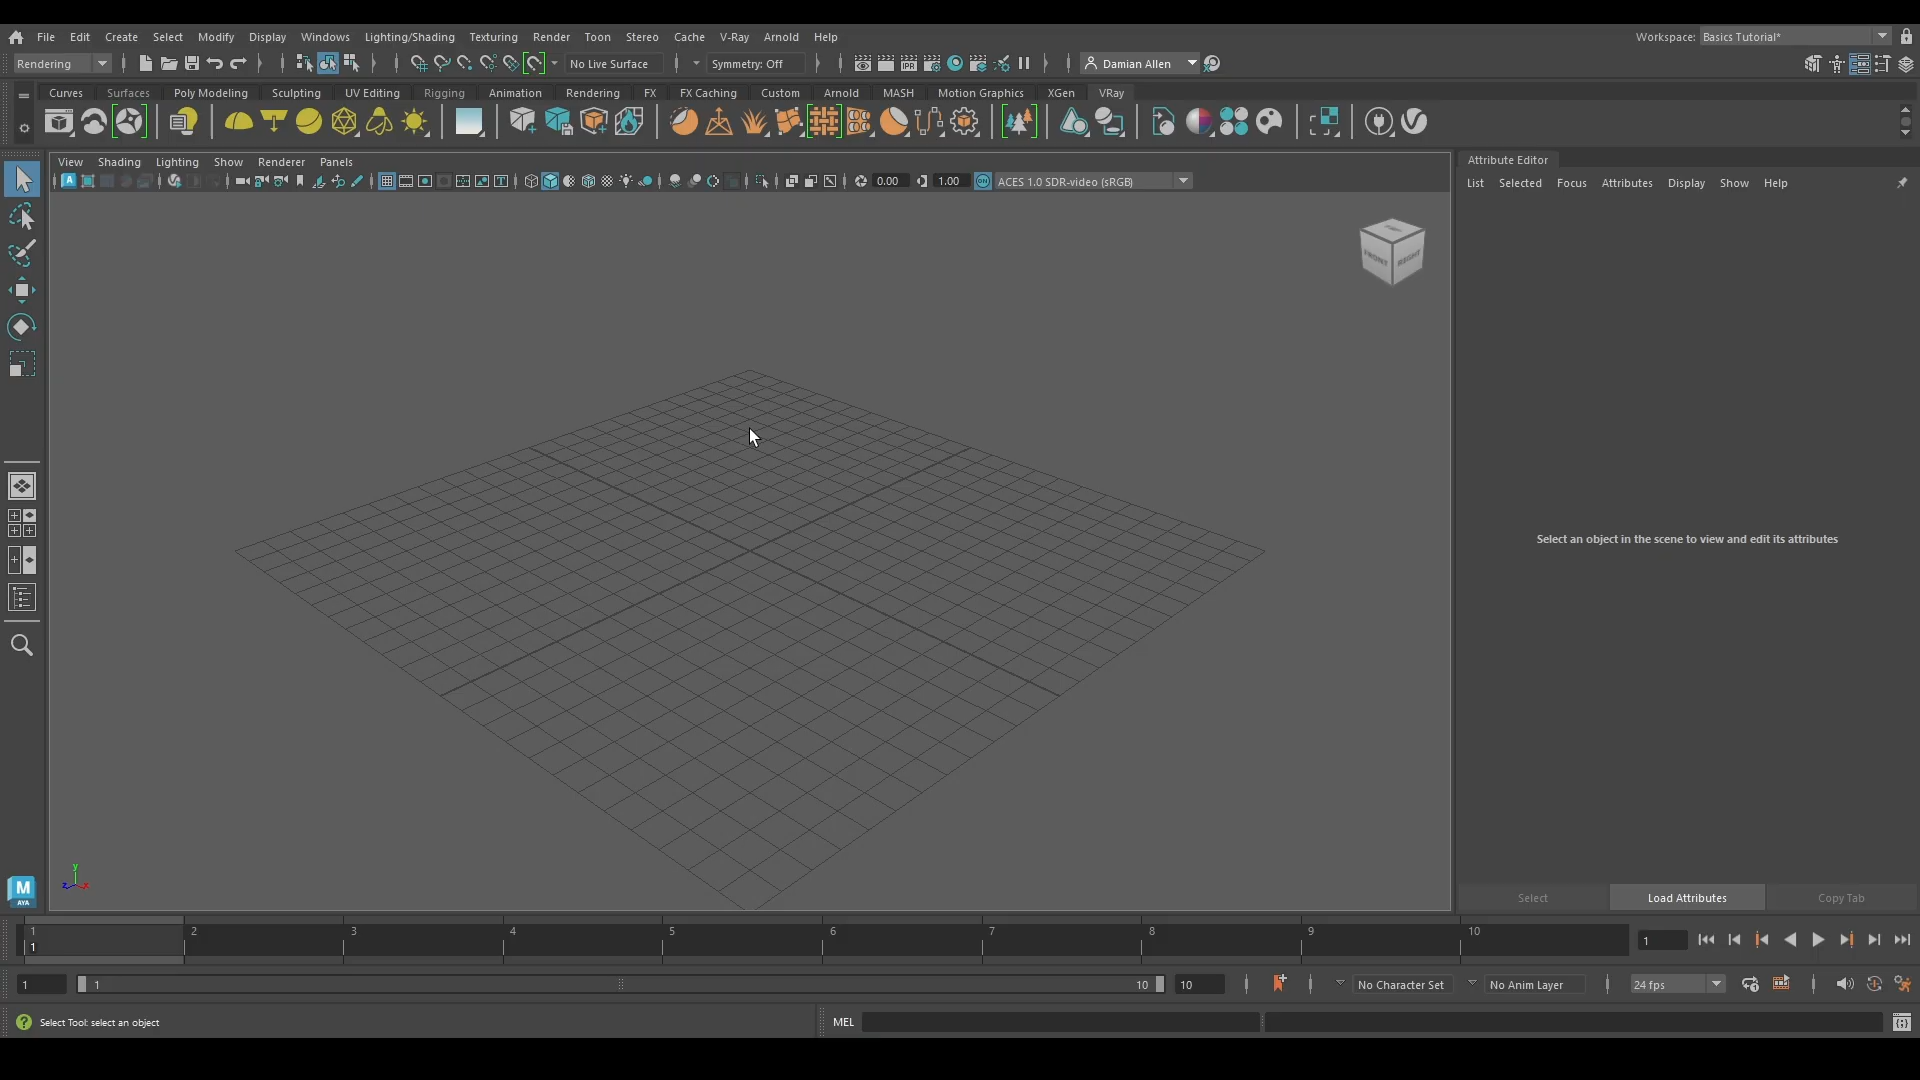 File Edit Create Select Modify Display Windows Lighting/Shading Texturing Render Toon Stereo Cache V-Ray Arnold Help Workspace: Basics Tutorial*
Rendering No Live Surface Symmetry: Off Damian Allen
Curves Surfaces Poly Modeling Sculpting UV Editing Rigging Animation Rendering FX FX Caching Custom Arnold MASH Motion Graphics XGen VRay
View Shading Lighting Show Renderer Panels
0.00 1.00 ON ACES 1.0 SDR-video (sRGB)
Attribute Editor
List Selected Focus Attributes Display Show Help
FRONT RIGHT
Select an object in the scene to view and edit its attributes
y
z x
M
AYA
Select Load Attributes Copy Tab
1 2 3 4 5 6 7 8 9 10
1 1
1 1 10 10 No Character Set No Anim Layer 24 fps
Select Tool: select an object MEL